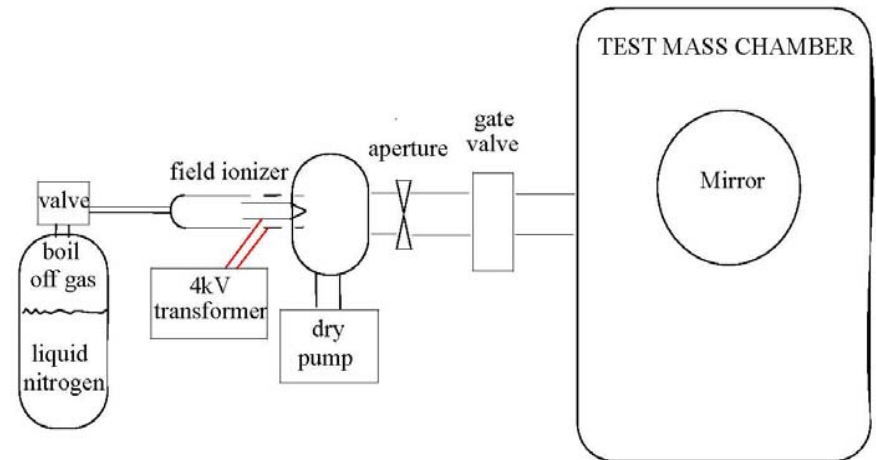 TEST MASS CHAMBER
gate
valve
aperture
field ionizer
Mirror
valve
boil
off gas
4kV
transformer
dry
pump
liquid
nitrogen